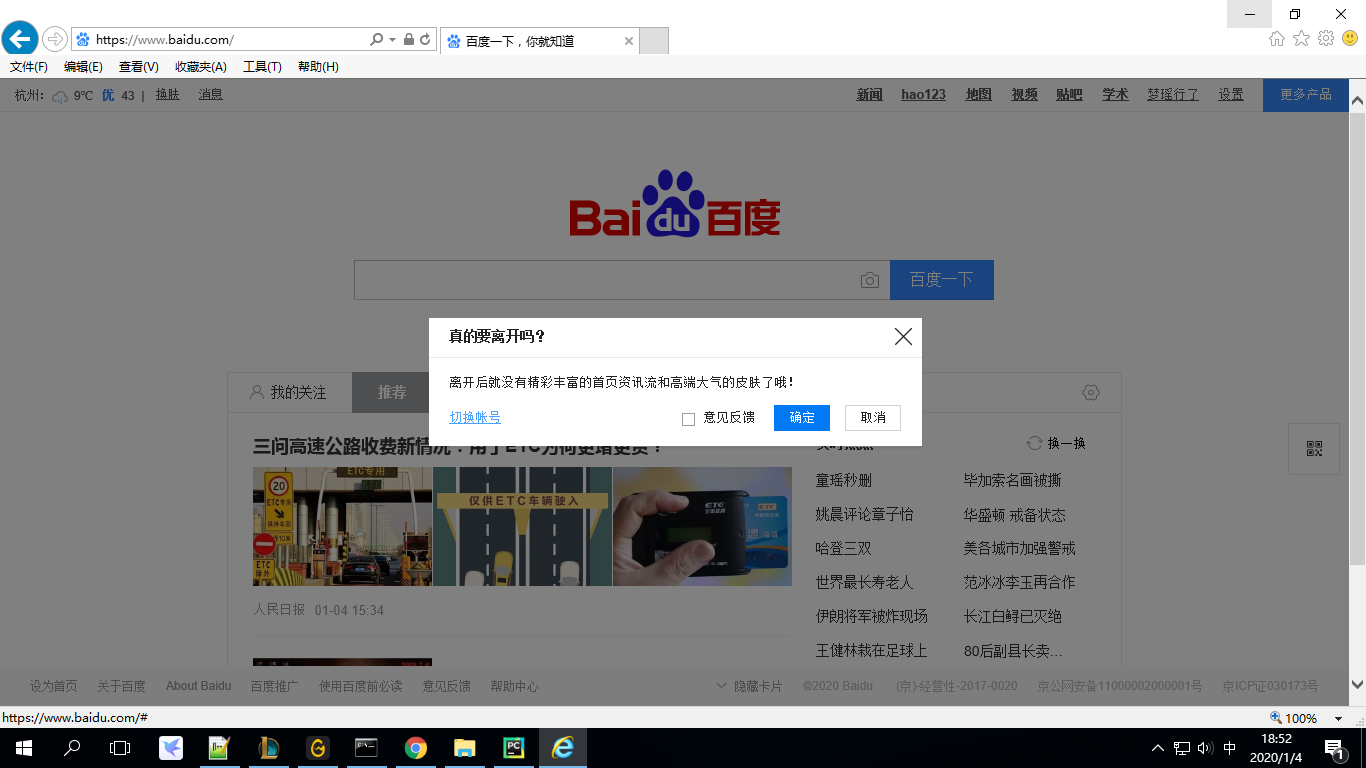 https://www.baidu.com/
百度一下，你就知道
文件(F) 编辑(E) 查看(V) 收藏夹(A) 工具(T) 帮助(H)
杭州: 9℃ 优 43 | 换肤 消息
新闻 hao123 地图 视频 贴吧 学术 梦瑶行了 设置 更多产品
Bai du 百度
百度一下
真的要离开吗?
离开后就没有精彩丰富的首页资讯流和高端大气的皮肤了哦!
切换帐号 意见反馈 确定 取消
我的关注 推荐
三问高速公路收费新情况：用了ETC为何更堵更贵？
换一换
ETC专用
20
ETC专用
保持车距
ETC
仅供ETC车辆驶入
ETC
童瑶秒删 毕加索名画被撕
姚晨评论章子怡 华盛顿 戒备状态
哈登三双 美各城市加强警戒
世界最长寿老人 范冰冰李玉再合作
伊朗将军被炸现场 长江白鲟已灭绝
王健林栽在足球上 80后副县长卖...
人民日报 01-04 15:34
设为首页 关于百度 About Baidu 百度推广 使用百度前必读 意见反馈 帮助中心 隐藏卡片 ©2020 Baidu (京)-经营性-2017-0020 京公网安备11000002000001号 京ICP证030173号
https://www.baidu.com/#
100%
中
18:52
2020/1/4
1